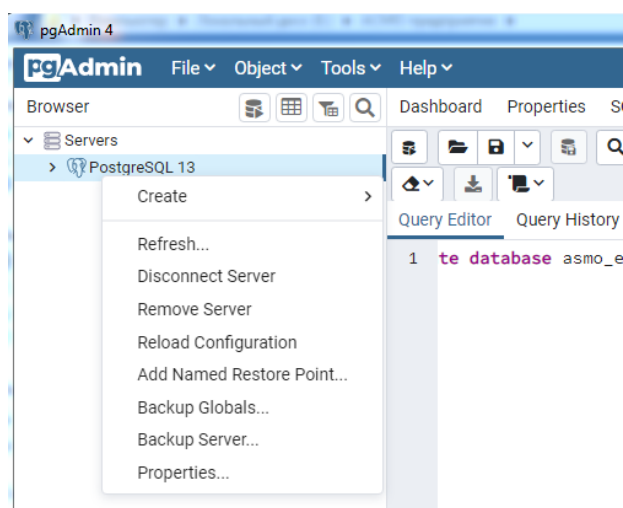 pgAdmin 4
pgAdmin File Object Tools Help
Browser Dashboard Properties
Servers
PostgreSQL 13
Create
Query Editor Query History
Refresh...
1 te database asmo_e
Disconnect Server
Remove Server
Reload Configuration
Add Named Restore Point...
Backup Globals...
Backup Server...
Properties...